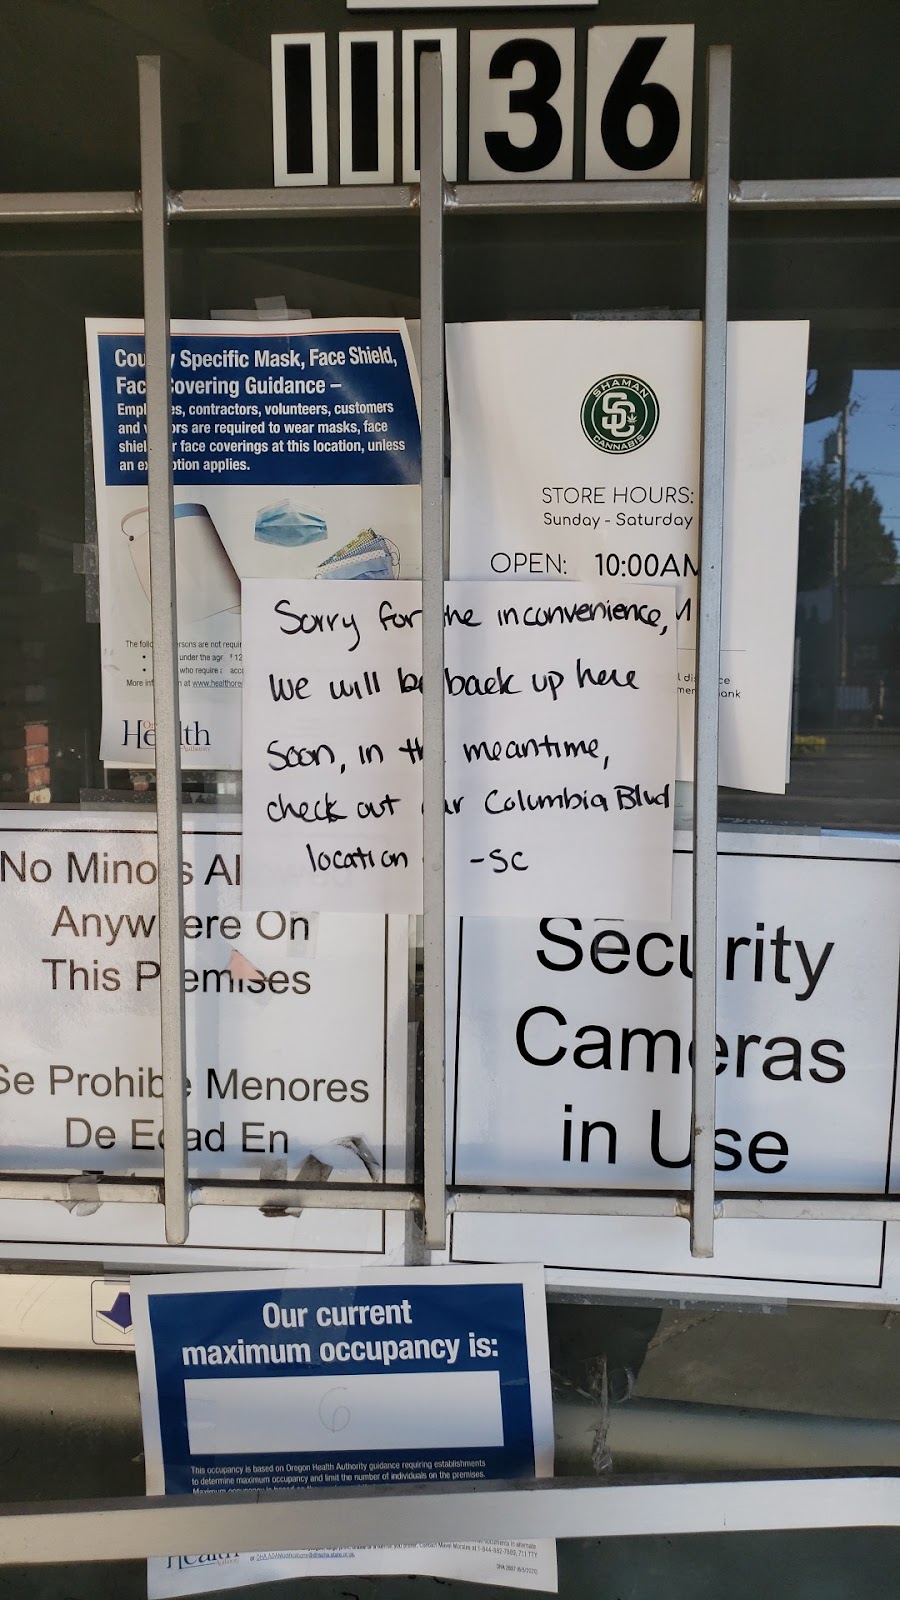 11136
County Specific Mask, Face Shield,
Face Covering Guidance –
Employees, contractors, volunteers, customers
and visitors are required to wear masks, face
shields or face coverings at this location, unless
an exemption applies.
Health
Authority
SHAMAN
SC
CANNABIS
STORE HOURS:
Sunday - Saturday
OPEN: 10:00AM
Sorry for the inconvenience,
We will be back up here
Soon, in the meantime,
check out our Columbia Blvd
location -SC
No Minors Al
Anywhere On
This Premises
Se Prohibe Menores
De Edad En
Security
Cameras
in Use
Our current
maximum occupancy is:
6
This occupancy is based on Oregon Health Authority guidance requiring establishments
to determine maximum occupancy and limit the number of individuals on the premises.
Health